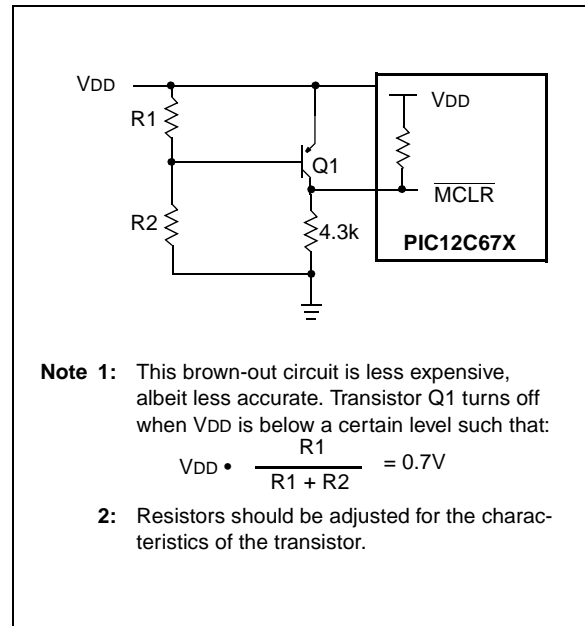 VDD
VDD
R1
Q1
MCLR
R2
4.3k
PIC12C67X
Note 1: This brown-out circuit is less expensive,
albeit less accurate. Transistor Q1 turns off
when VDD is below a certain level such that:
VDD • R1 / R1 + R2 = 0.7V
2: Resistors should be adjusted for the charac-
teristics of the transistor.